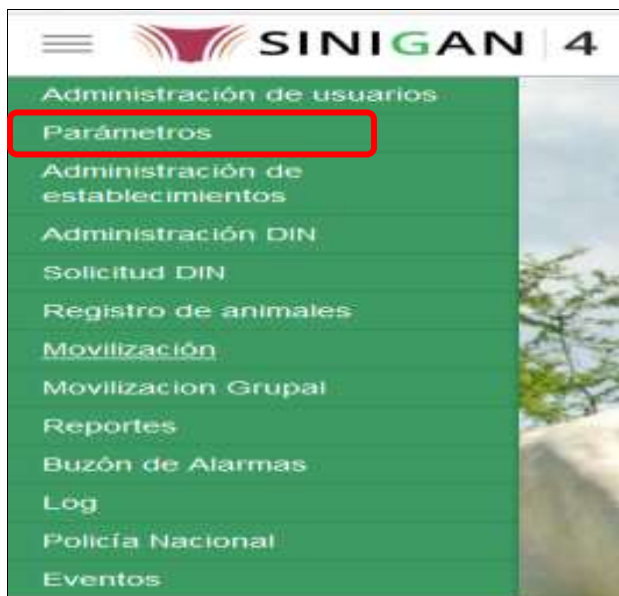 SINIGAN 4
Administración de usuarios
Parámetros
Administración de
establecimientos
Administración DIN
Solicitud DIN
Registro de animales
Movilización
Movilizacion Grupal
Reportes
Buzón de Alarmas
Log
Policía Nacional
Eventos